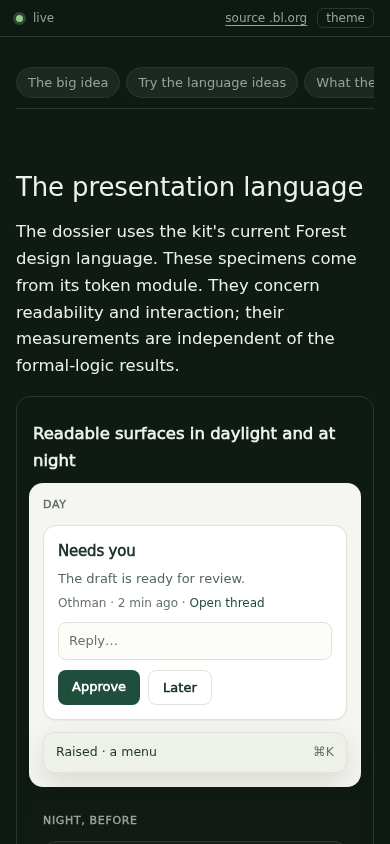 live
source .bl.org
theme
The big idea
Try the language ideas
What the
The presentation language
The dossier uses the kit's current Forest
design language. These specimens come
from its token module. They concern
readability and interaction; their
measurements are independent of the
formal-logic results.
Readable surfaces in daylight and at
night
DAY
Needs you
The draft is ready for review.
Othman · 2 min ago · Open thread
Reply…
Approve
Later
Raised · a menu
⌘K
NIGHT, BEFORE